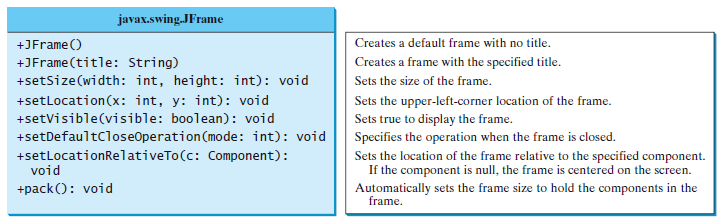 javax.swing.JFrame
+JFrame()
+JFrame(title: String)
+setSize(width: int, height: int): void
+setLocation(x: int, y: int): void
+setVisible(visible: boolean): void
+setDefaultCloseOperation(mode: int): void
+setLocationRelativeTo(c: Component):
void
+pack(): void
Creates a default frame with no title.
Creates a frame with the specified title.
Sets the size of the frame.
Sets the upper-left-corner location of the frame.
Sets true to display the frame.
Specifies the operation when the frame is closed.
Sets the location of the frame relative to the specified component.
If the component is null, the frame is centered on the screen.
Automatically sets the frame size to hold the components in the
frame.